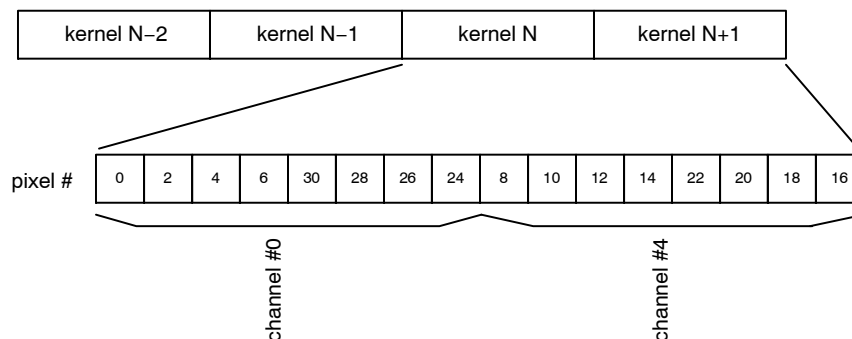 kernel N−2 kernel N−1 kernel N kernel N+1
pixel # 0 2 4 6 30 28 26 24 8 10 12 14 22 20 18 16
channel #0 channel #4